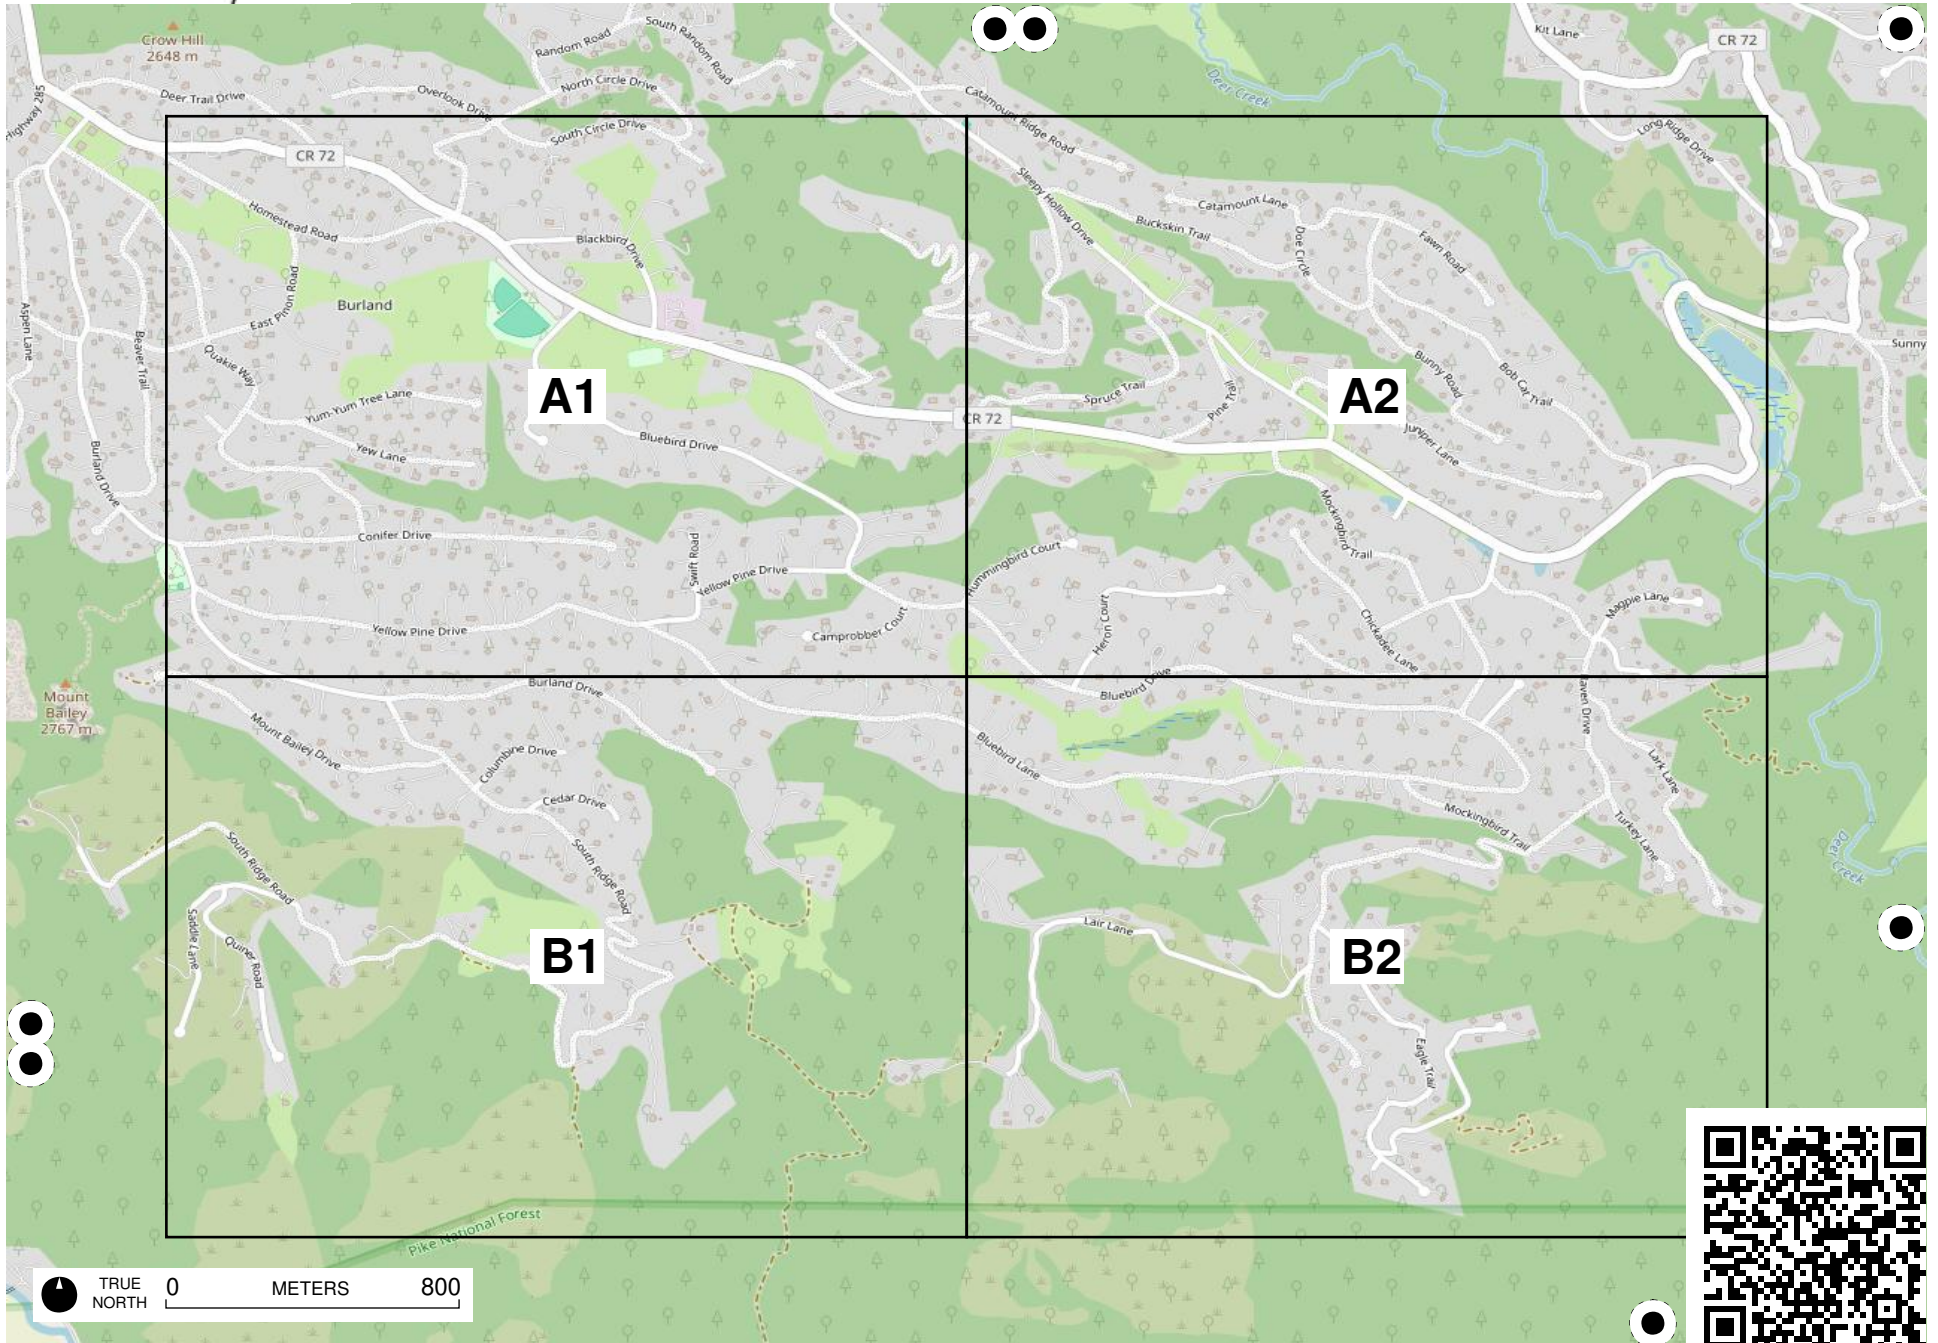 Crow Hill
2648 m
Random Road
South Random Road
Kit Lane
CR 72
Highway 285
Deer Trail Drive
Overlook Drive
North Circle Drive
Deer Creek
Catamount Ridge Road
Long Ridge Drive
South Circle Drive
CR 72
Sleepy Hollow Drive
Catamount Lane
Homestead Road
Blackbird Drive
Buckskin Trail
Doe Circle
Fawn Road
East Pinon Road
Burland
Aspen Lane
Beaver Trail
Quakie Way
Sunny
Bunny Road
Bob Cat Trail
A1
A2
Yum-Yum Tree Lane
Spruce Trail
Pine Trail
CR 72
Bluebird Drive
Juniper Lane
Yew Lane
Burland Drive
Mockingbird Trail
Conifer Drive
Swift Road
Hummingbird Court
Yellow Pine Drive
Heron Court
Magpie Lane
Yellow Pine Drive
Camprobber Court
Chickadee Lane
Burland Drive
Bluebird Drive
Raven Drive
Mount
Bailey
2767 m
Mount Bailey Drive
Columbine Drive
Bluebird Lane
Lark Lane
Cedar Drive
Mockingbird Trail
Turkey Lane
South Ridge Road
South Ridge Road
Deer Creek
Saddle Lane
Quiner Road
Lair Lane
B1
B2
Eagle Trail
Pike National Forest
TRUE
NORTH
0 METERS 800